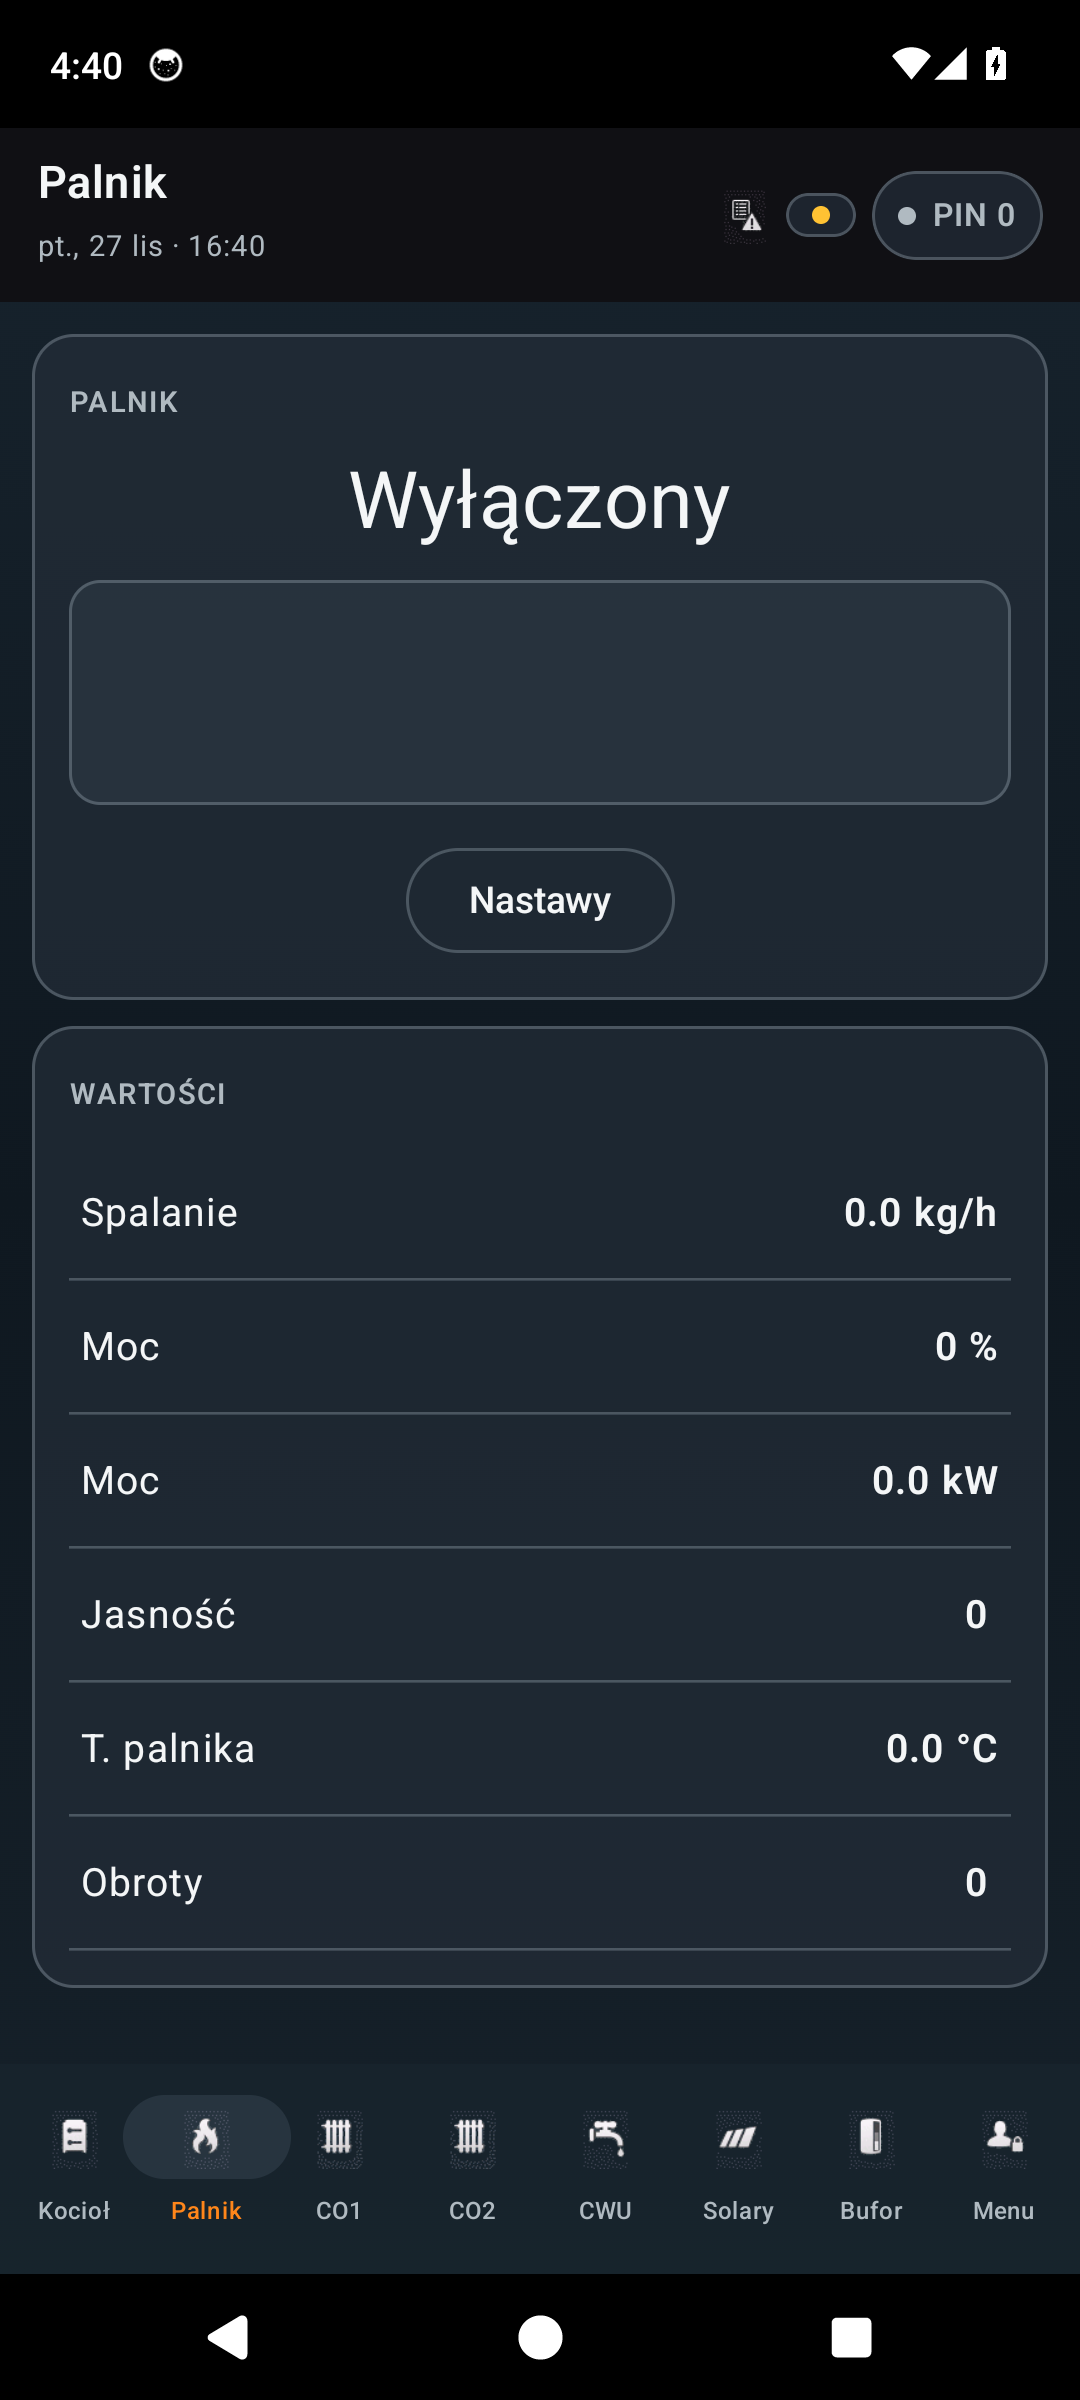 4:40
Palnik
pt., 27 lis · 16:40
PIN 0
PALNIK
Wyłączony
Nastawy
WARTOŚCI
Spalanie 0.0 kg/h
Moc 0 %
Moc 0.0 kW
Jasność 0
T. palnika 0.0 °C
Obroty 0
Kocioł Palnik CO1 CO2 CWU Solary Bufor Menu